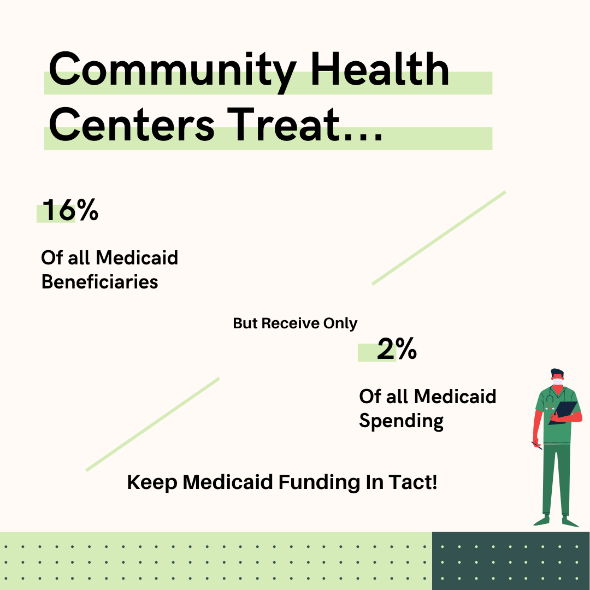 Community Health
Centers Treat...
16%
Of all Medicaid
Beneficiaries
But Receive Only
2%
Of all Medicaid
Spending
Keep Medicaid Funding In Tact!